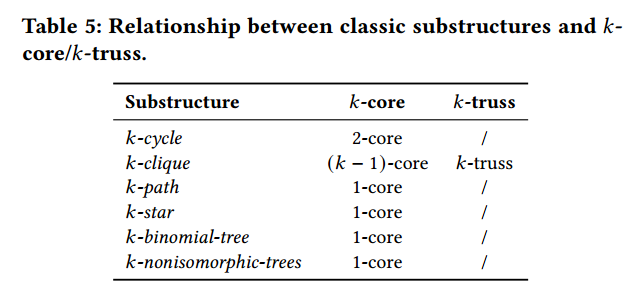 Table 5: Relationship between classic substructures and k-
core/k-truss.
Substructure k-core k-truss
k-cycle 2-core /
k-clique (k − 1)-core k-truss
k-path 1-core /
k-star 1-core /
k-binomial-tree 1-core /
k-nonisomorphic-trees 1-core /